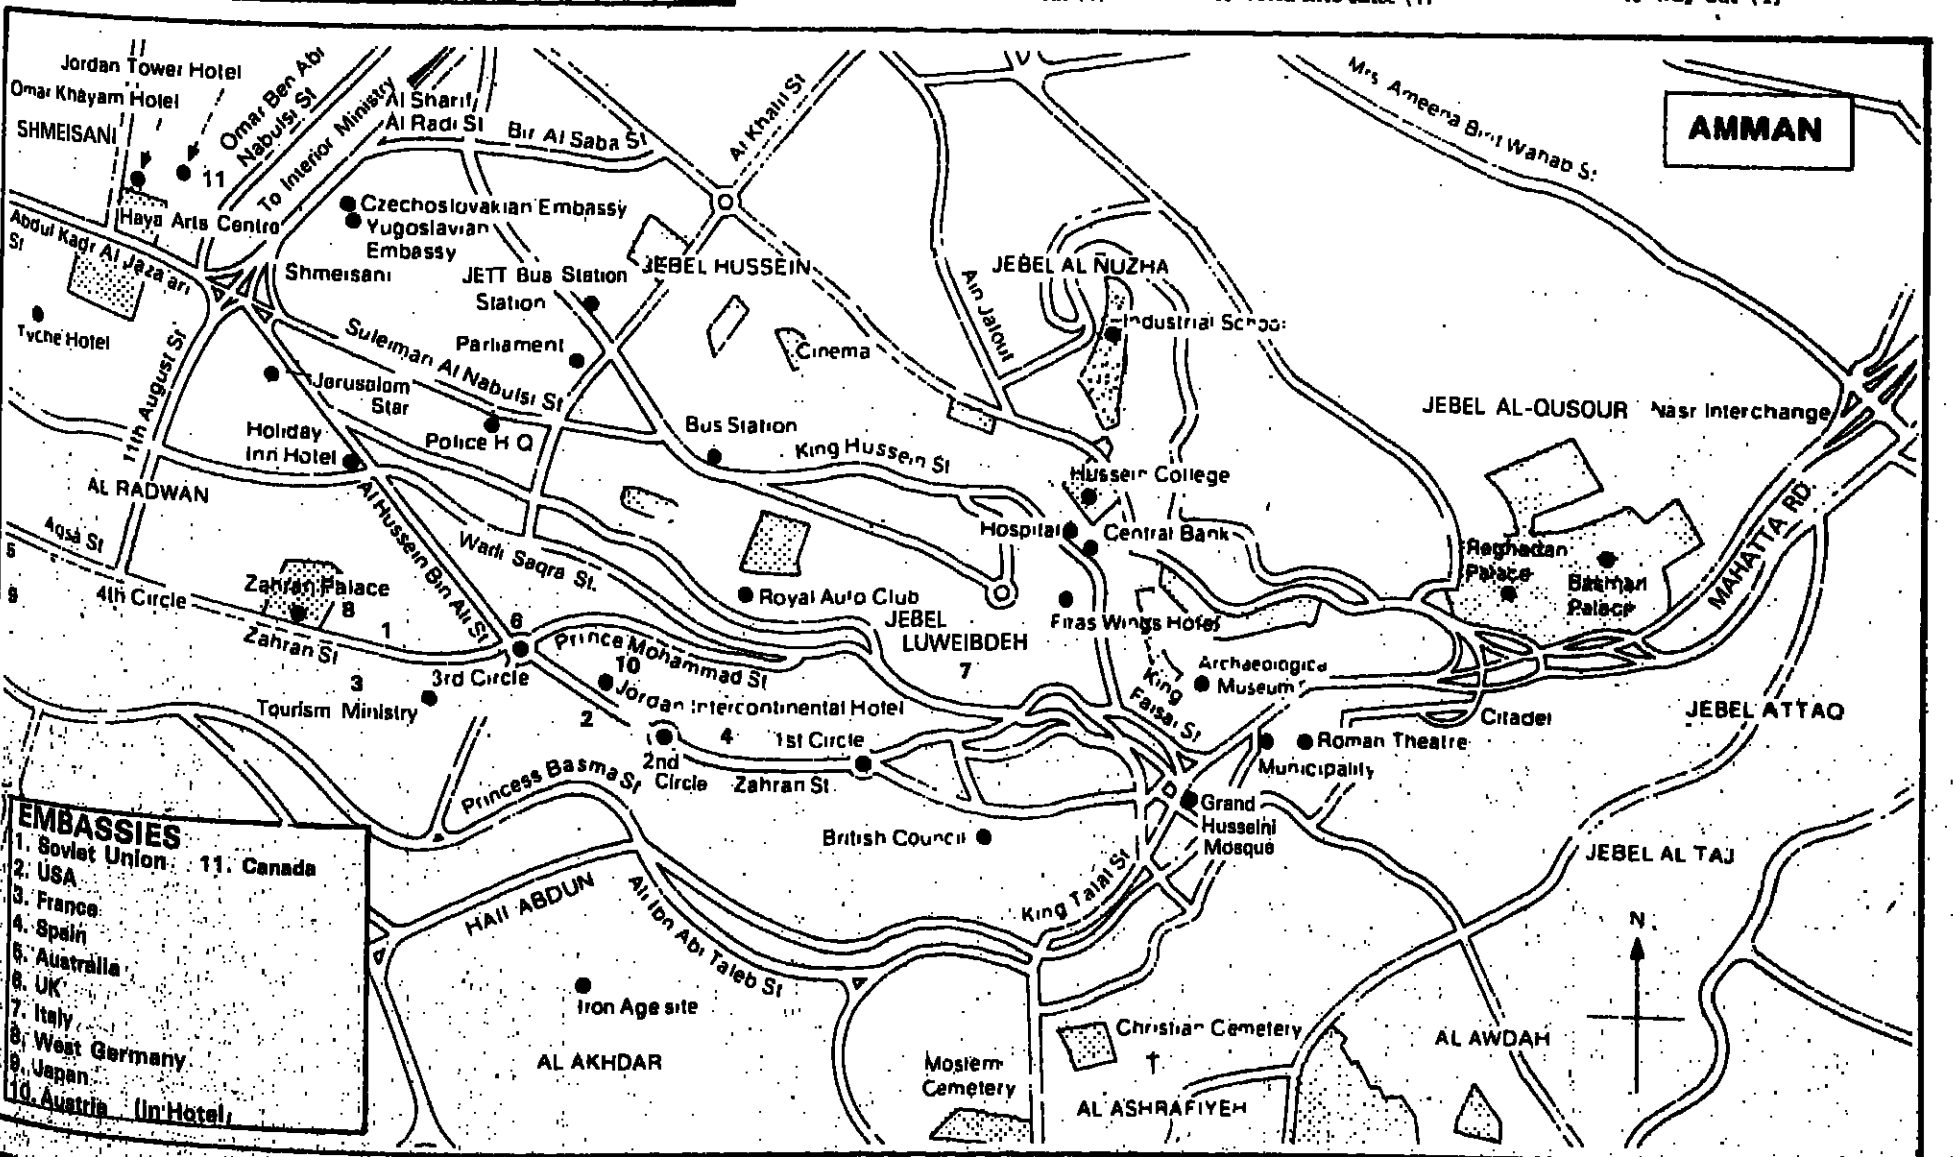 AMMAN
Jordan Tower Hotel
Omar Khayam Hotel
SHMEISANI
Omar Ben Abi
Nabulsi St
To Interior Ministry
Al Sharif
Al Radi St
Bir Al Saba St
Al Khalil St
Mrs Ameena Bint Wahab St
11
Haya Arts Centre
Czechoslovakian Embassy
Yugoslavian
Embassy
Abdul Kadr Al Jaza'ari
St
Shmeisani
JETT Bus Station
Station
JEBEL HUSSEIN
JEBEL AL NUZHA
Ain Jalout
Industrial School
Tyche Hotel
11th August St
Suleiman Al Nabulsi St
Parliament
Cinema
Jerusalem
Star
Police H Q
Bus Station
King Hussein St
JEBEL AL-QUSOUR
Nasr Interchange
Holiday
Inn Hotel
AL RADWAN
Hussein College
Hospital
Central Bank
Al Hussein Bin Ali St
Wadi Saqra St.
Aqsa St
5
9
4th Circle
Zahran Palace
8
1
Zahran St
Raghadan
Palace
Basman
Palace
MAHATTA RD
Royal Auto Club
JEBEL
LUWEIBDEH
7
Firas Wings Hotel
6
Prince Mohammad St
10
3rd Circle
3
Tourism Ministry
Jordan Intercontinental Hotel
2
4
1st Circle
2nd
Circle
Zahran St
King
Faisal St
Archaeological
Museum
Citadel
Roman Theatre
Municipality
JEBEL ATTAQ
Princess Basma St
British Council
Grand
Husseini
Mosque
JEBEL AL TAJ
King Talal St
HAII ABDUN
Ali Ibn Abi Taleb St
Iron Age site
AL AKHDAR
Moslem
Cemetery
Christian Cemetery
AL ASHRAFIYEH
AL AWDAH
N
EMBASSIES
1. Soviet Union 11. Canada
2. USA
3. France
4. Spain
5. Australia
6. UK
7. Italy
8. West Germany
9. Japan
10. Austria (In Hotel)